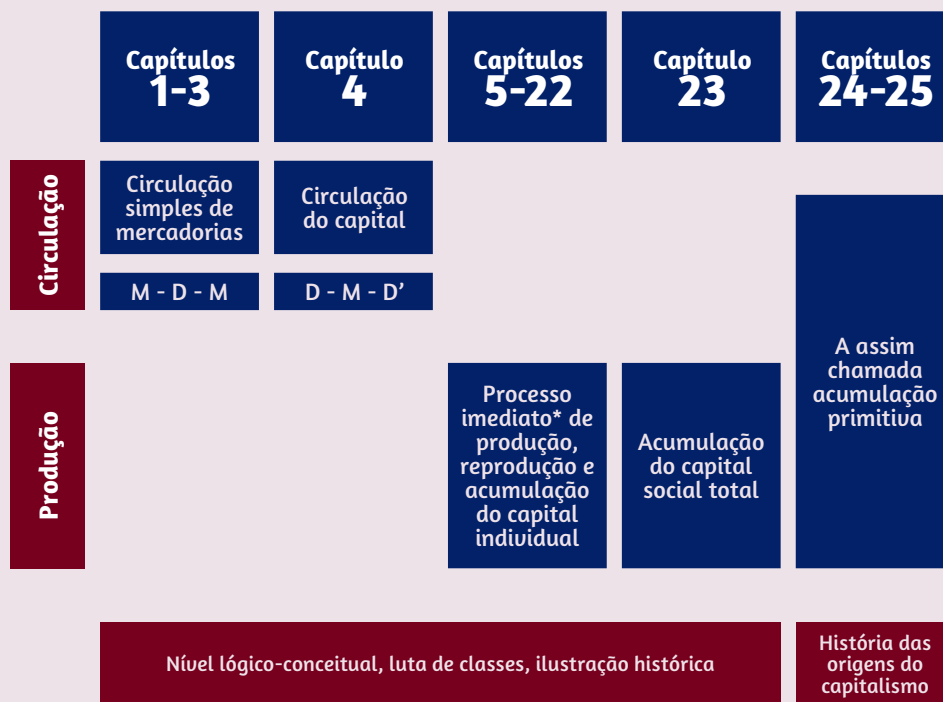 Capítulos
1-3
Capítulo
4
Capítulos
5-22
Capítulo
23
Capítulos
24-25
Circulação
Circulação
simples de
mercadorias
Circulação
do capital
M - D - M
D - M - D’
Produção
Processo
imediato* de
produção,
reprodução e
acumulação
do capital
individual
Acumulação
do capital
social total
A assim
chamada
acumulação
primitiva
Nível lógico-conceitual, luta de classes, ilustração histórica
História das
origens do
capitalismo